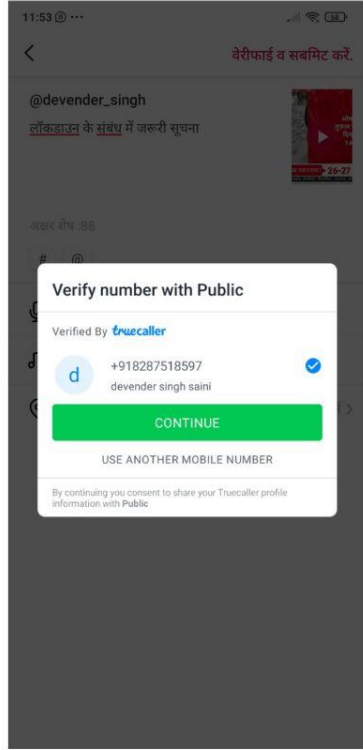 11:53
वेरीफाई व सबमिट करें.
@devender_singh
लॉकडाउन के संबंध में जरूरी सूचना
26-27
अक्षर शेष :88
# @
Verify number with Public
Verified By truecaller
d
+918287518597
devender singh saini
CONTINUE
USE ANOTHER MOBILE NUMBER
By continuing you consent to share your Truecaller profile
information with Public